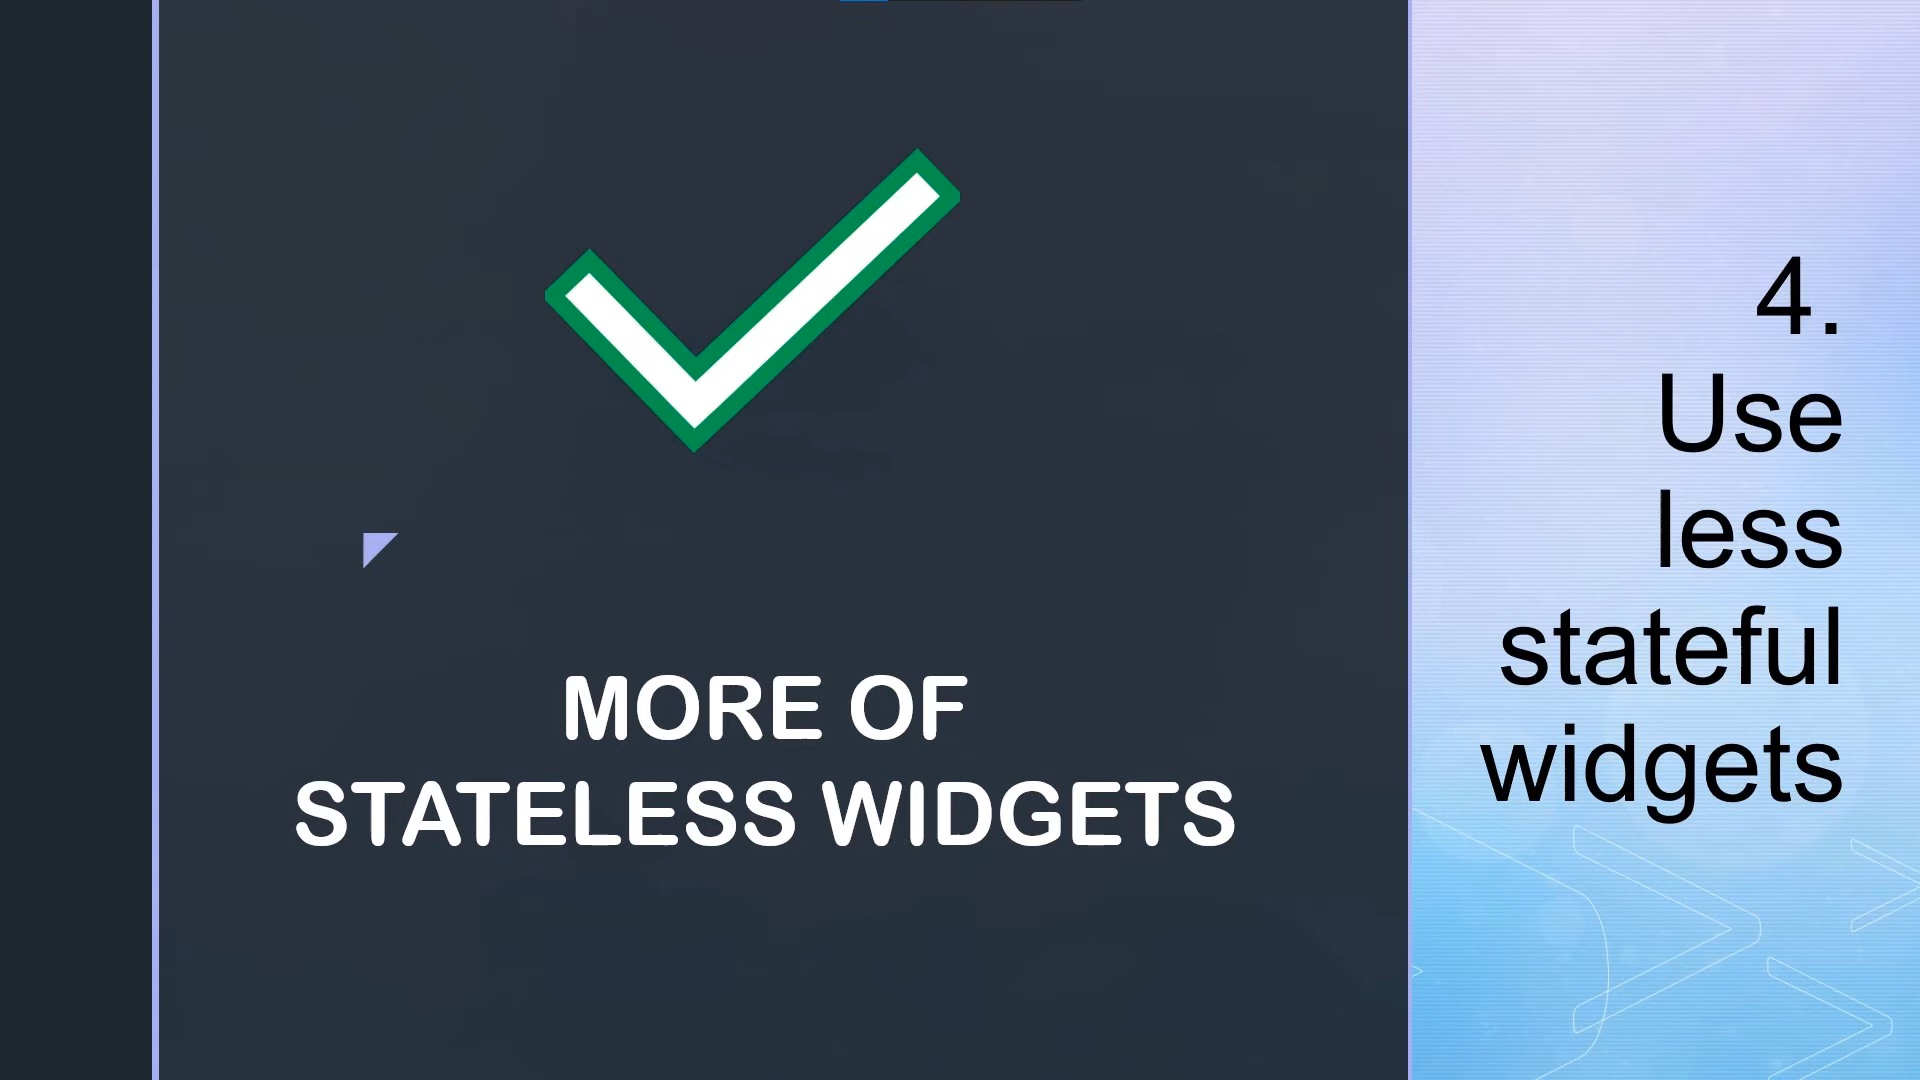 MORE OF
STATELESS WIDGETS
4.
Use
less
stateful
widgets